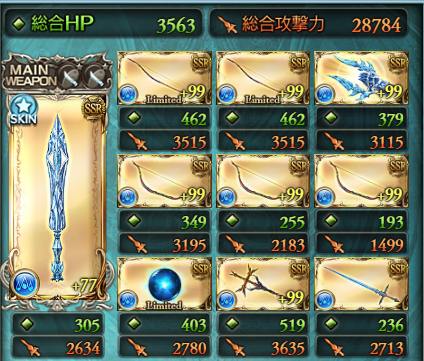 総合HP 3563 総合攻撃力 28784
MAIN WEAPON
SKIN
SSR
+77
305
2634
SSR +99 Limited
462
3515
SSR +99 Limited
462
3515
SSR +99
379
3115
SSR +99
349
3195
SSR +99
255
2183
SSR +99
193
1499
SSR Limited
403
2780
SSR +99
519
3635
SSR
236
2713